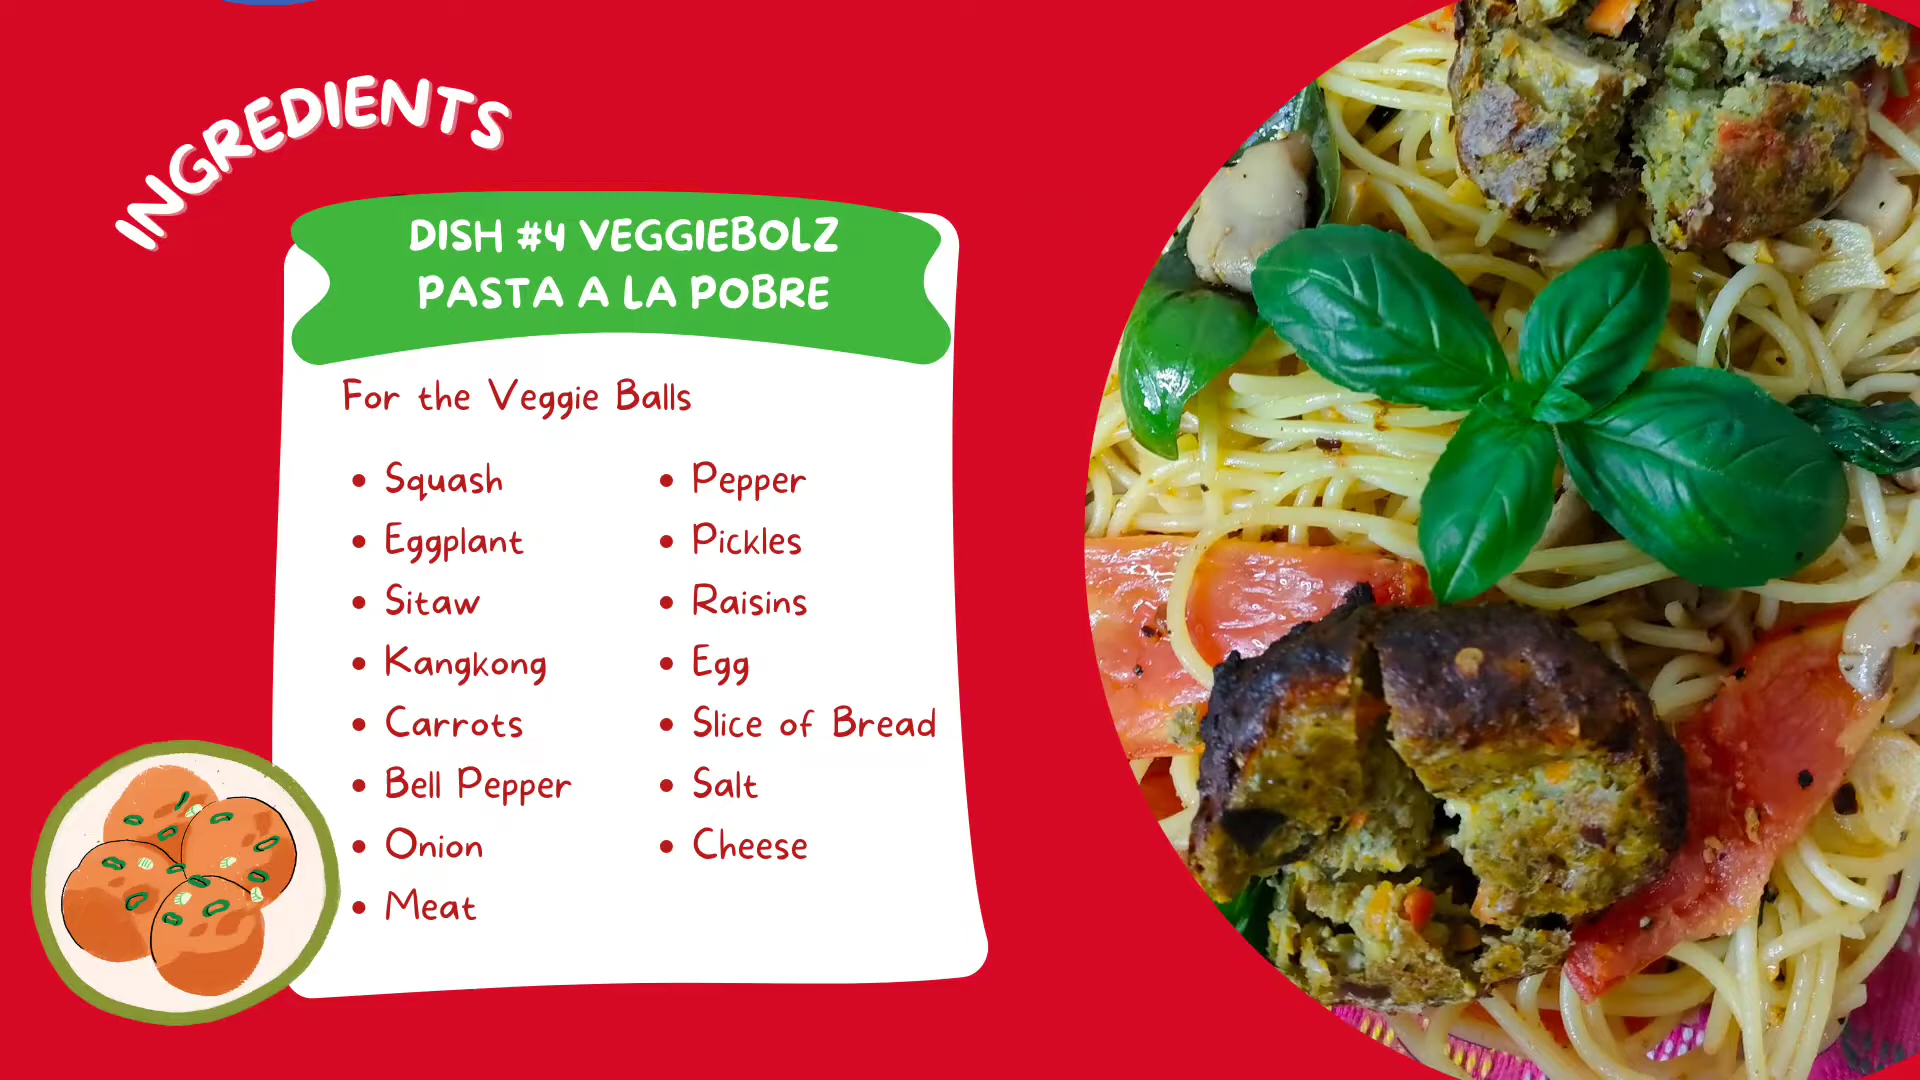 INGREDIENTS
DISH #4 VEGGIEBOLZ
PASTA A LA POBRE
For the Veggie Balls
Squash
Eggplant
Sitaw
Kangkong
Carrots
Bell Pepper
Onion
Meat
Pepper
Pickles
Raisins
Egg
Slice of Bread
Salt
Cheese